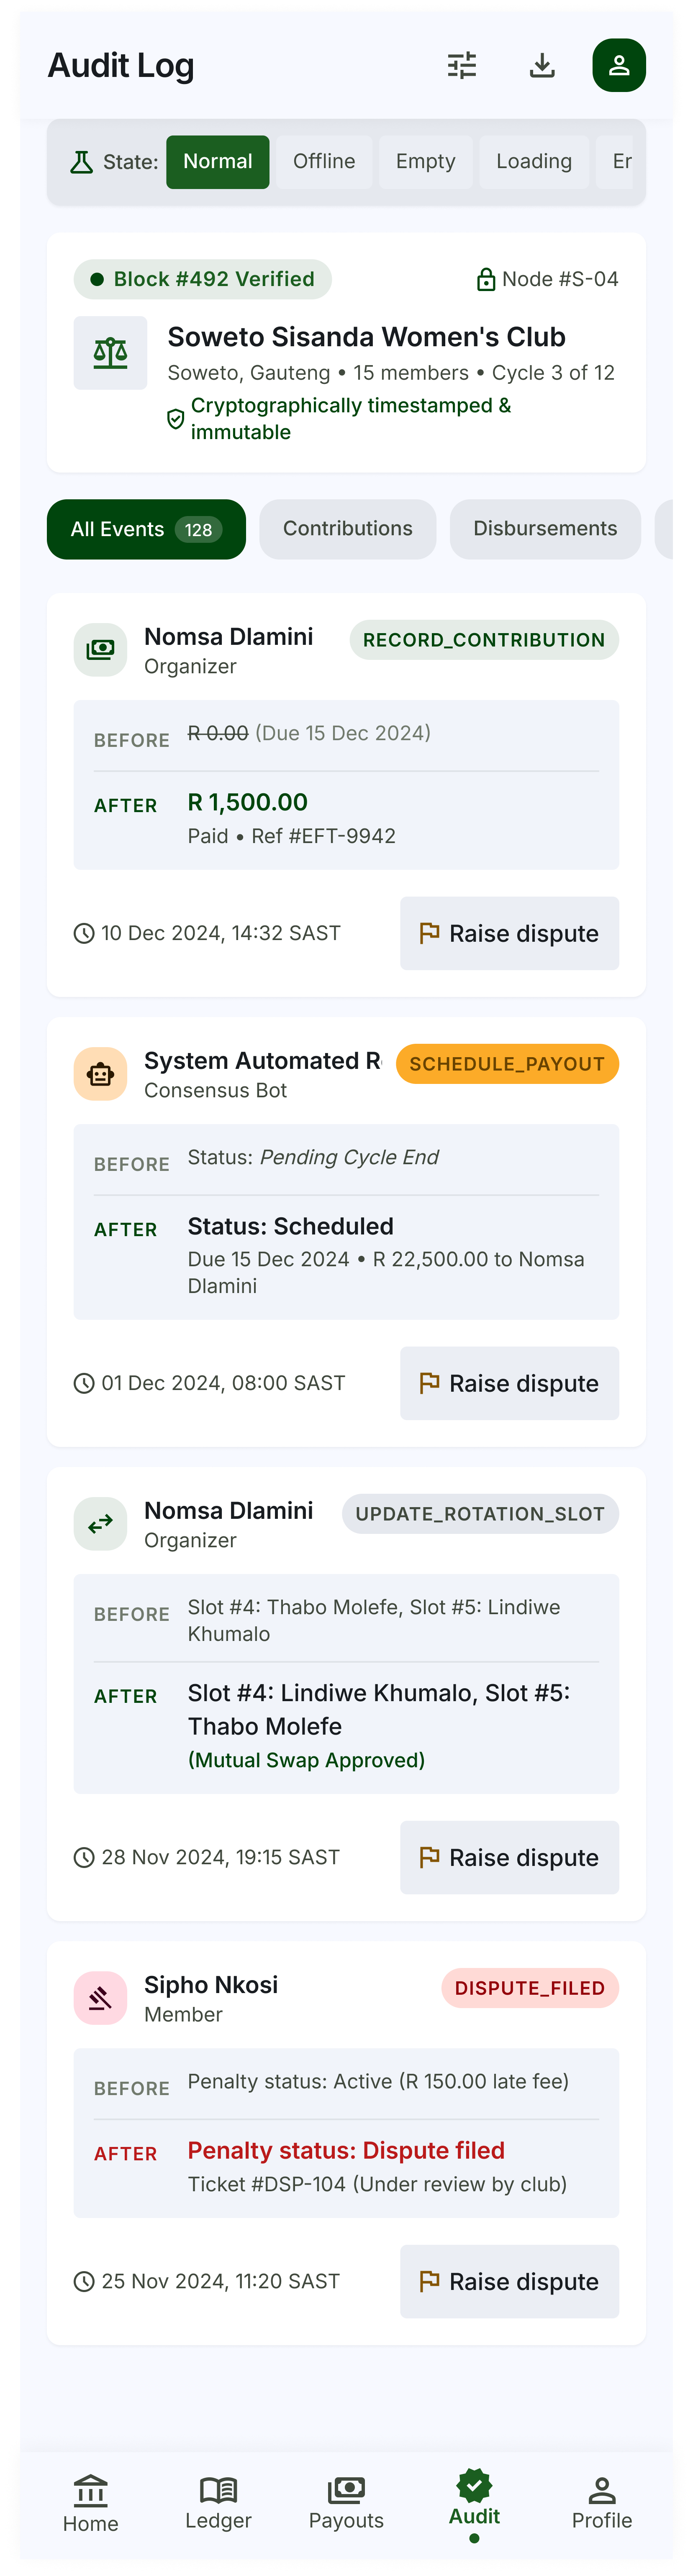 Audit Log
State: Normal Offline Empty Loading Er
Block #492 Verified Node #S-04
Soweto Sisanda Women's Club
Soweto, Gauteng • 15 members • Cycle 3 of 12
Cryptographically timestamped &
immutable
All Events 128 Contributions Disbursements
Nomsa Dlamini RECORD_CONTRIBUTION
Organizer
BEFORE R 0.00 (Due 15 Dec 2024)
AFTER R 1,500.00
Paid • Ref #EFT-9942
10 Dec 2024, 14:32 SAST Raise dispute
System Automated R SCHEDULE_PAYOUT
Consensus Bot
BEFORE Status: Pending Cycle End
AFTER Status: Scheduled
Due 15 Dec 2024 • R 22,500.00 to Nomsa
Dlamini
01 Dec 2024, 08:00 SAST Raise dispute
Nomsa Dlamini UPDATE_ROTATION_SLOT
Organizer
BEFORE Slot #4: Thabo Molefe, Slot #5: Lindiwe
Khumalo
AFTER Slot #4: Lindiwe Khumalo, Slot #5:
Thabo Molefe
(Mutual Swap Approved)
28 Nov 2024, 19:15 SAST Raise dispute
Sipho Nkosi DISPUTE_FILED
Member
BEFORE Penalty status: Active (R 150.00 late fee)
AFTER Penalty status: Dispute filed
Ticket #DSP-104 (Under review by club)
25 Nov 2024, 11:20 SAST Raise dispute
Home Ledger Payouts Audit Profile